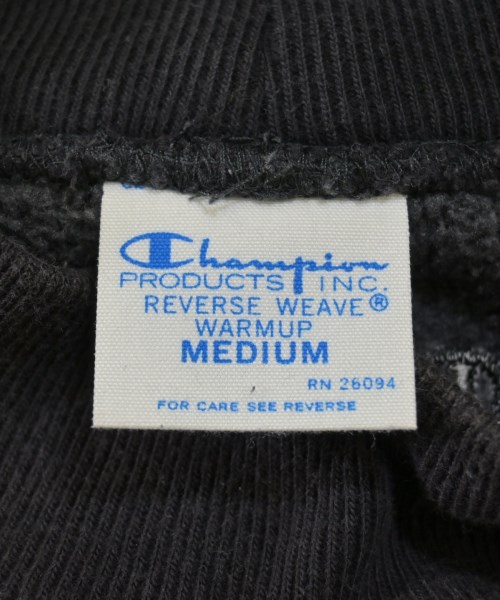 Champion
PRODUCTS INC.
REVERSE WEAVE®
WARMUP
MEDIUM
RN 26094
FOR CARE SEE REVERSE